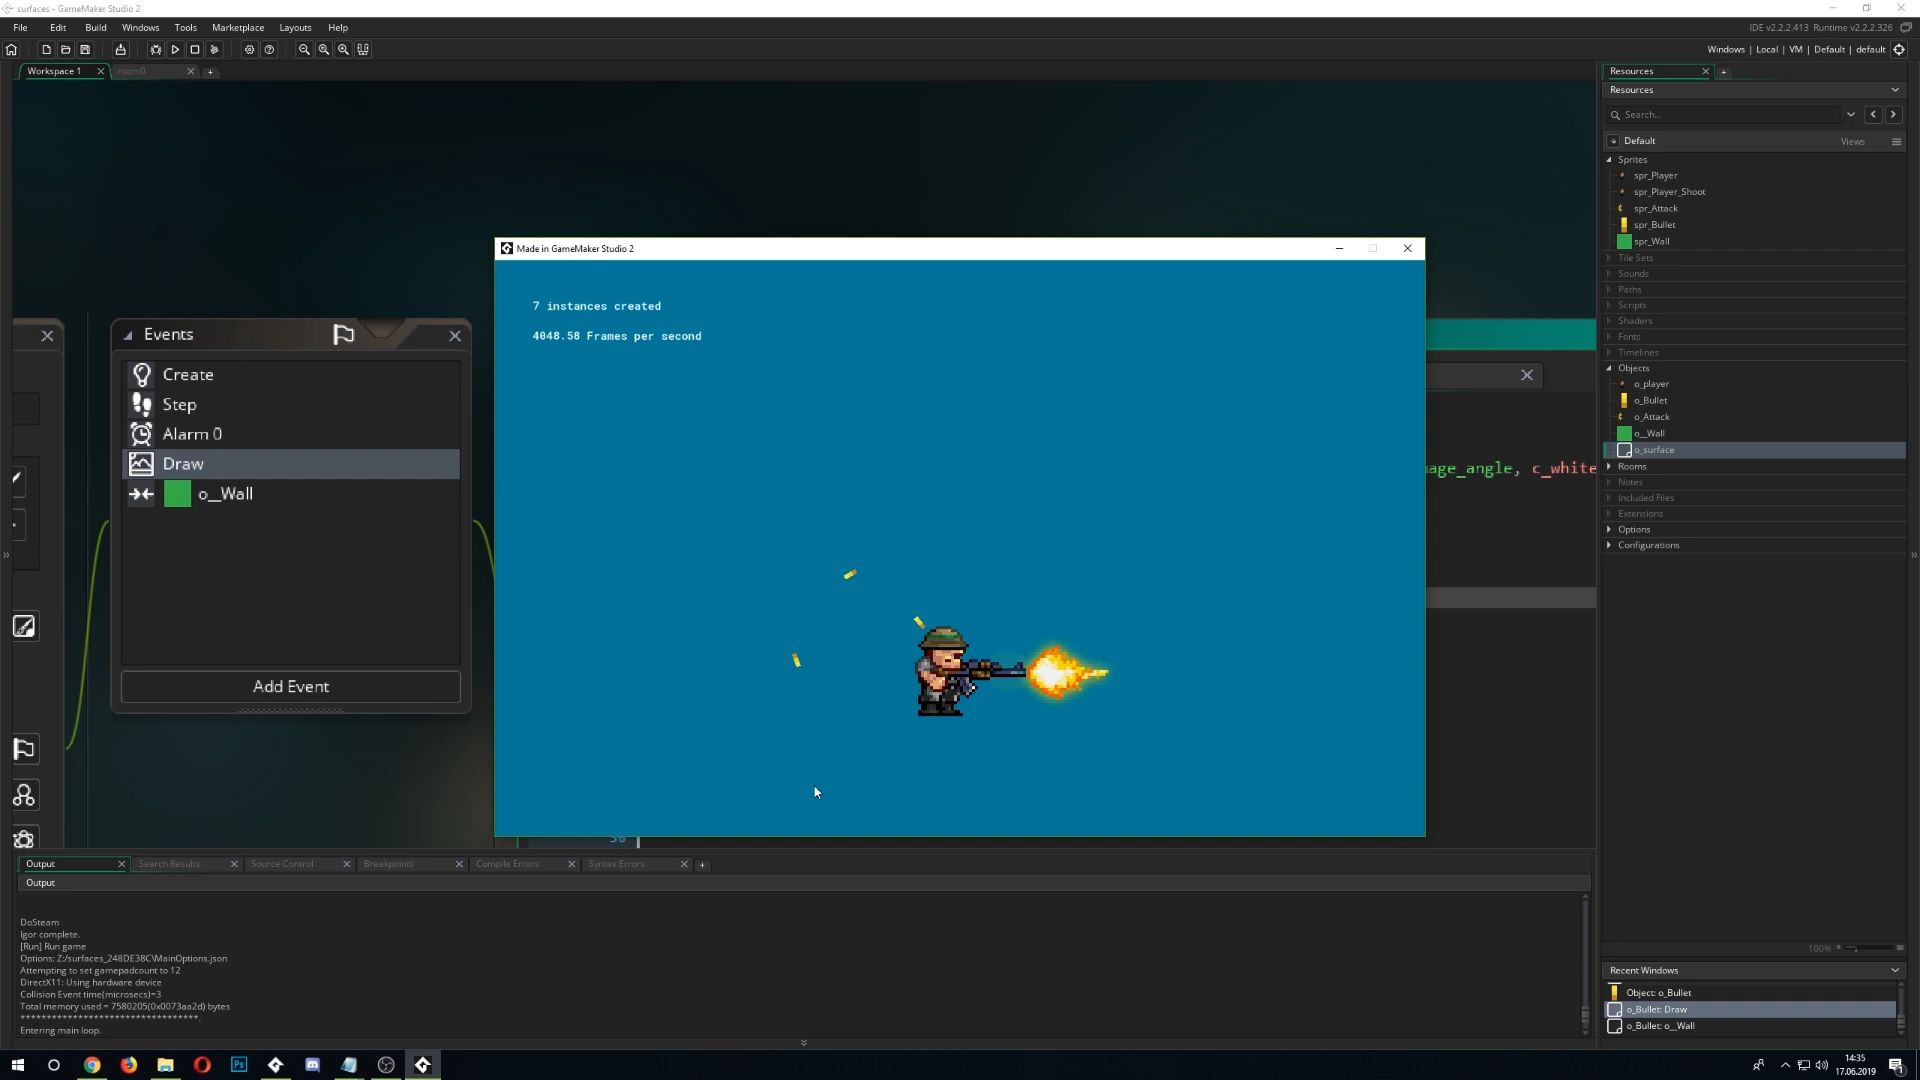 surfaces - GameMaker Studio 2
File Edit Build Windows Tools Marketplace Layouts Help
IDE v2.2.2.413 Runtime v2.2.2.326
Windows | Local | VM | Default | default
Workspace 1
room0
Resources
Resources
Search...
Default
Views
Sprites
spr_Player
spr_Player_Shoot
spr_Attack
spr_Bullet
spr_Wall
Tile Sets
Sounds
Paths
Scripts
Shaders
Fonts
Timelines
Objects
o_player
o_Bullet
o_Attack
o__Wall
o_surface
Rooms
Notes
Included Files
Extensions
Options
Configurations
100%
Recent Windows
Object: o_Bullet
o_Bullet: Draw
o_Bullet: o__Wall
Events
Create
Step
Alarm 0
Draw
o__Wall
Add Event
Made in GameMaker Studio 2
7 instances created
4048.58 Frames per second
age_angle, c_white
Output
Search Results
Source Control
Breakpoints
Compile Errors
Syntax Errors
Output
DoSteam
Igor complete.
[Run] Run game
Options: Z:/surfaces_248DE38C\MainOptions.json
Attempting to set gamepadcount to 12
DirectX11: Using hardware device
Collision Event time(microsecs)=3
Total memory used = 7580205(0x0073aa2d) bytes
**********************************.
Entering main loop.
Ps
14:35
17.06.2019